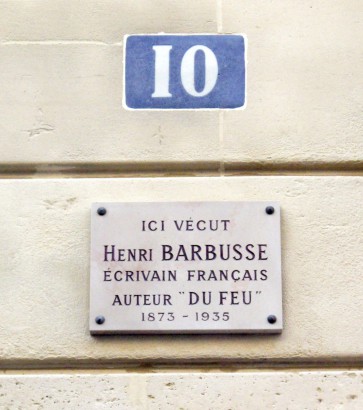 10
ICI VÉCUT
HENRI BARBUSSE
ÉCRIVAIN FRANÇAIS
AUTEUR "DU FEU"
1873 - 1935